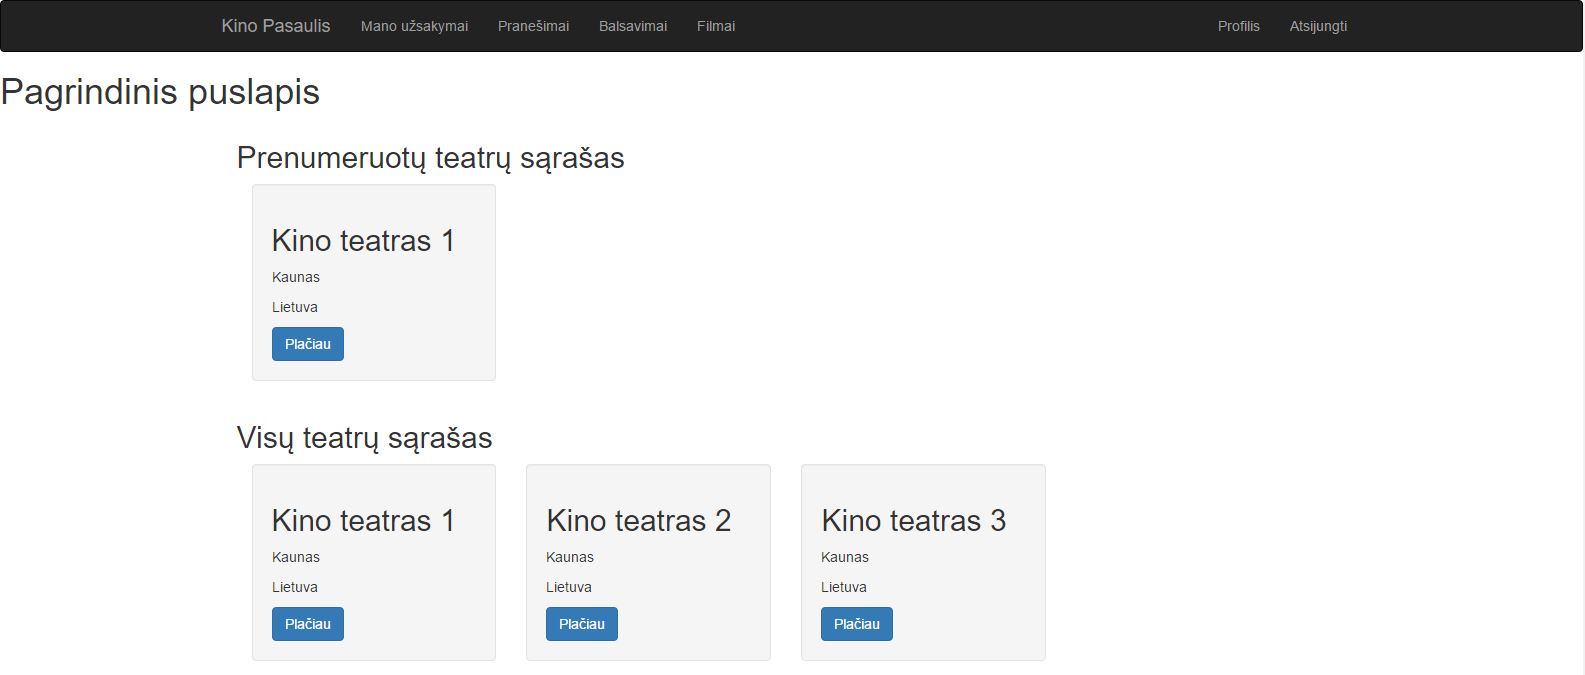 Kino Pasaulis Mano užsakymai Pranešimai Balsavimai Filmai Profilis Atsijungti
Pagrindinis puslapis
Prenumeruotų teatrų sąrašas
Kino teatras 1
Kaunas
Lietuva
Plačiau
Visų teatrų sąrašas
Kino teatras 1
Kaunas
Lietuva
Plačiau
Kino teatras 2
Kaunas
Lietuva
Plačiau
Kino teatras 3
Kaunas
Lietuva
Plačiau